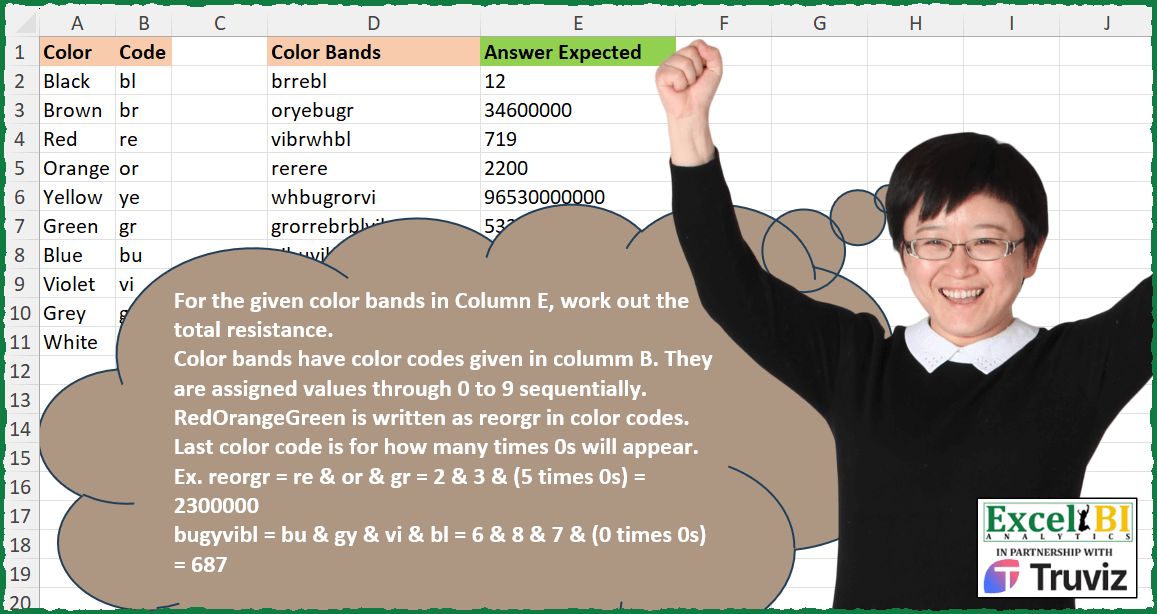 A B C D E F G H I J
1 Color Code Color Bands Answer Expected
2 Black bl brrebl 12
3 Brown br oryebugr 34600000
4 Red re vibrwhbl 719
5 Orange or rerere 2200
6 Yellow ye whbugrorvi 96530000000
7 Green gr
8 Blue bu
9 Violet vi
10 Grey
11 White
12
13
14
15
16
17
18
19
20
For the given color bands in Column E, work out the
total resistance.
Color bands have color codes given in columm B. They
are assigned values through 0 to 9 sequentially.
RedOrangeGreen is written as reorgr in color codes.
Last color code is for how many times 0s will appear.
Ex. reorgr = re & or & gr = 2 & 3 & (5 times 0s) =
2300000
bugyvibl = bu & gy & vi & bl = 6 & 8 & 7 & (0 times 0s)
= 687
Excel BI
ANALYTICS
IN PARTNERSHIP WITH
Truviz